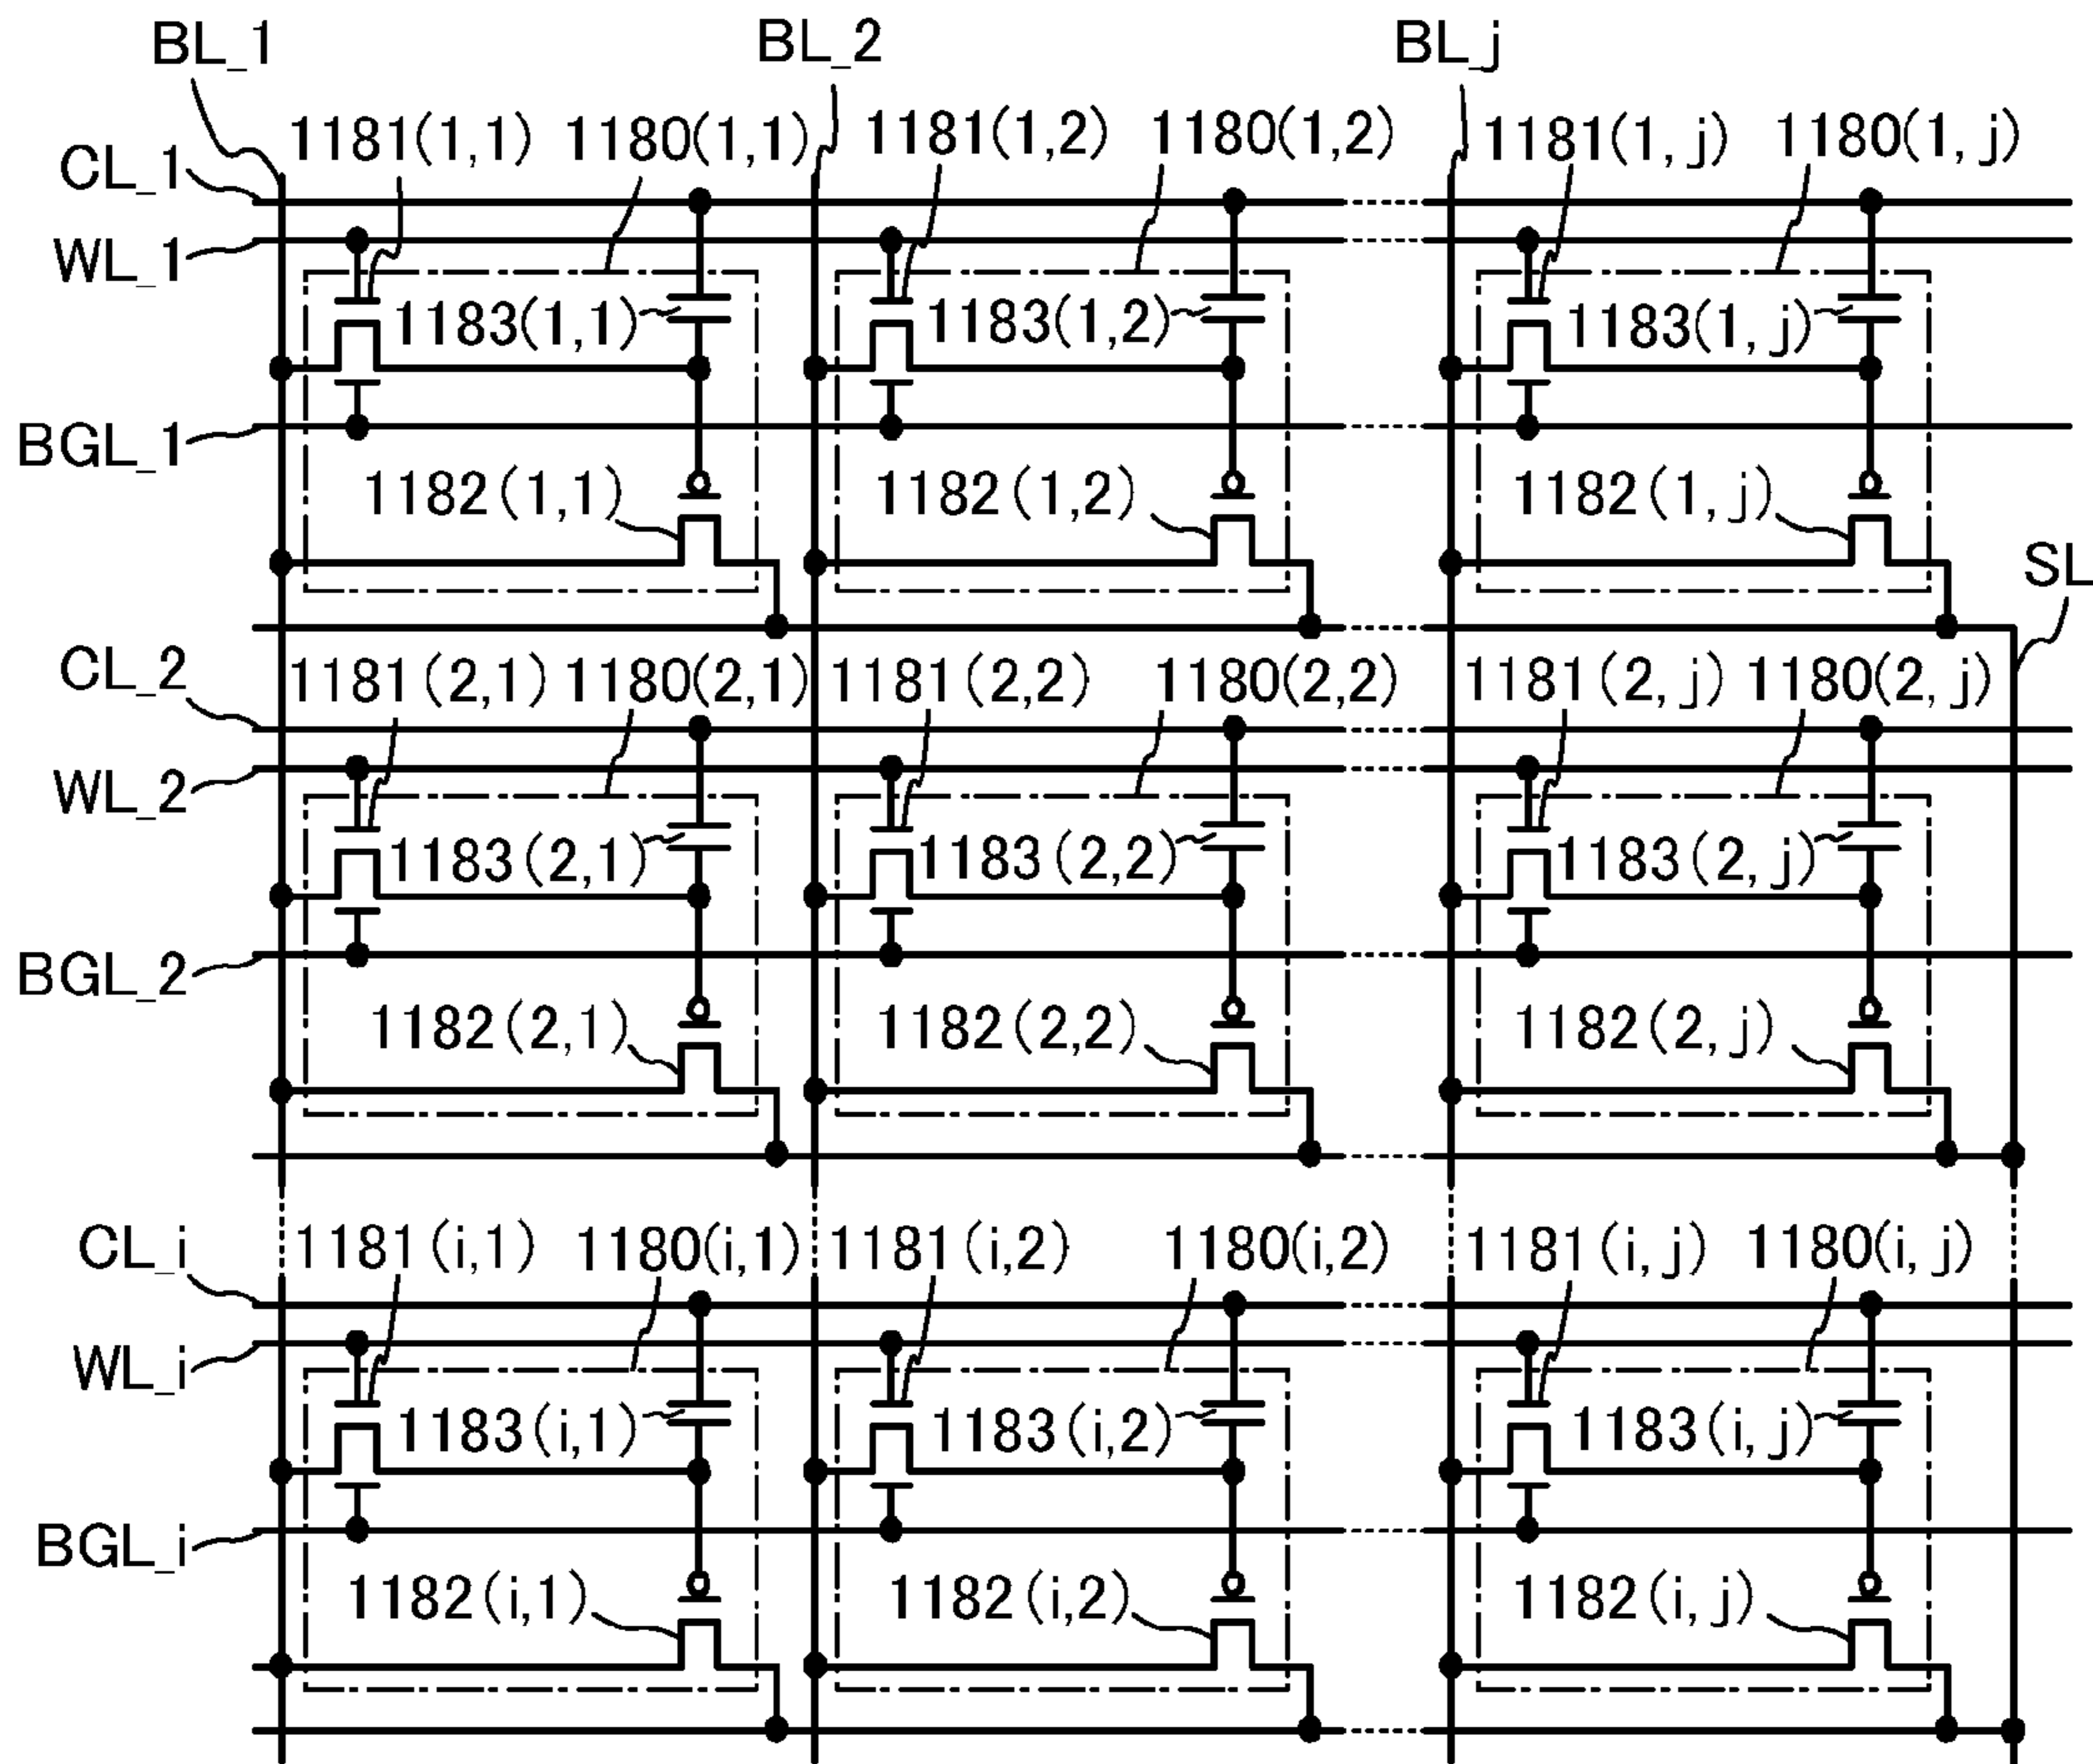 BL_1 BL_2 BL_j
1181(1,1) 1180(1,1) 1181(1,2) 1180(1,2) 1181(1,j) 1180(1,j)
CL_1
WL_1
1183(1,1) 1183(1,2) 1183(1,j)
BGL_1
1182(1,1) 1182(1,2) 1182(1,j)
SL
CL_2 1181(2,1) 1180(2,1) 1181(2,2) 1180(2,2) 1181(2,j) 1180(2,j)
WL_2
1183(2,1) 1183(2,2) 1183(2,j)
BGL_2
1182(2,1) 1182(2,2) 1182(2,j)
CL_i 1181(i,1) 1180(i,1) 1181(i,2) 1180(i,2) 1181(i,j) 1180(i,j)
WL_i
1183(i,1) 1183(i,2) 1183(i,j)
BGL_i
1182(i,1) 1182(i,2) 1182(i,j)